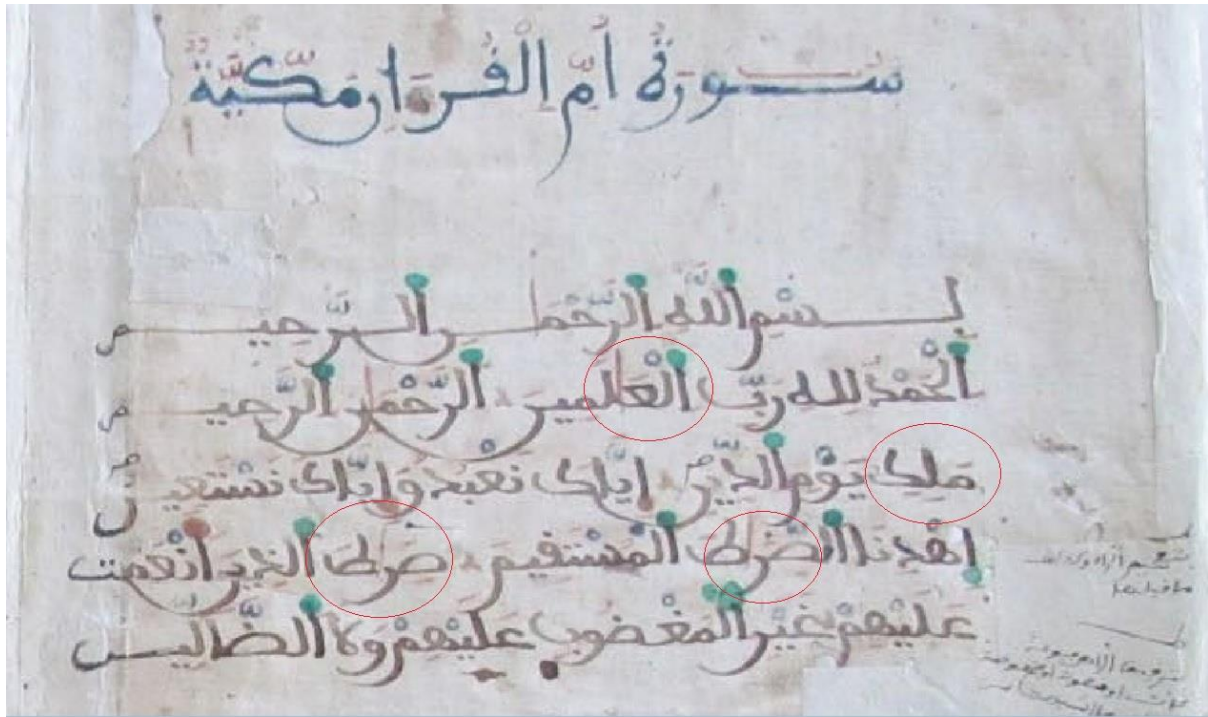 سورة أم القران مكية
بسم الله الرحمن الرحيم
الحمد لله رب العلمين الرحمن الرحيم
ملك يوم الدين إياك نعبد وإياك نستعين
اهدنا الصرط المستقيم صرط الذين أنعمت
عليهم غير المغضوب عليهم ولا الضالين